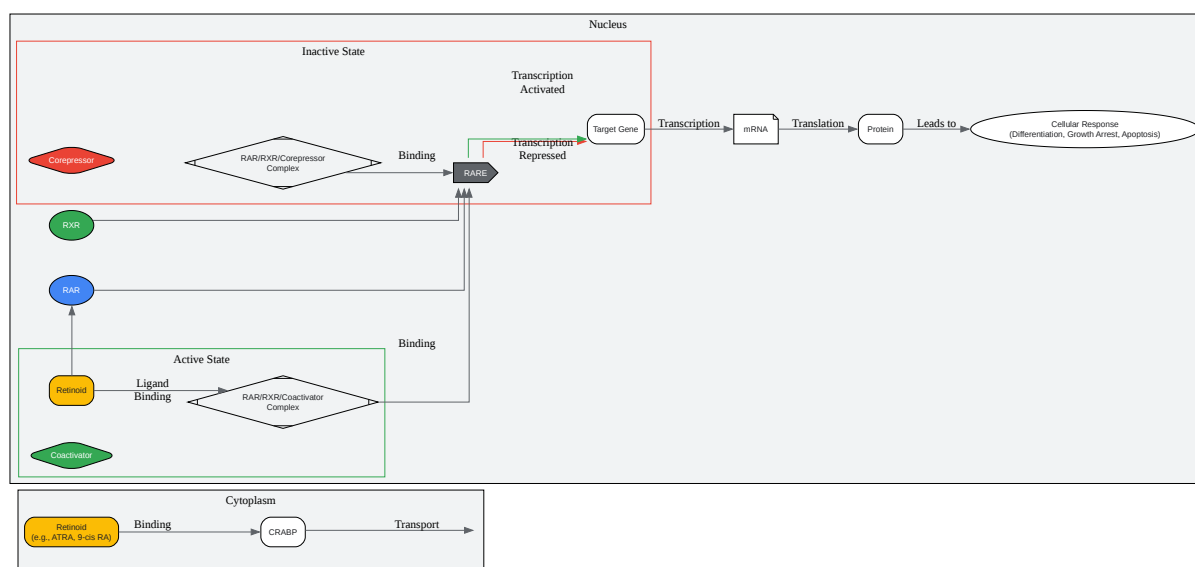 Nucleus
Inactive State
Transcription
Activated
Target Gene
Transcription
mRNA
Translation
Protein
Leads to
Cellular Response
(Differentiation, Growth Arrest, Apoptosis)
Transcription
Repressed
Corepressor
RAR/RXR/Corepressor
Complex
Binding
RARE
RXR
RAR
Binding
Active State
Retinoid
Ligand
Binding
RAR/RXR/Coactivator
Complex
Coactivator
Cytoplasm
Retinoid
(e.g., ATRA, 9-cis RA)
Binding
CRABP
Transport